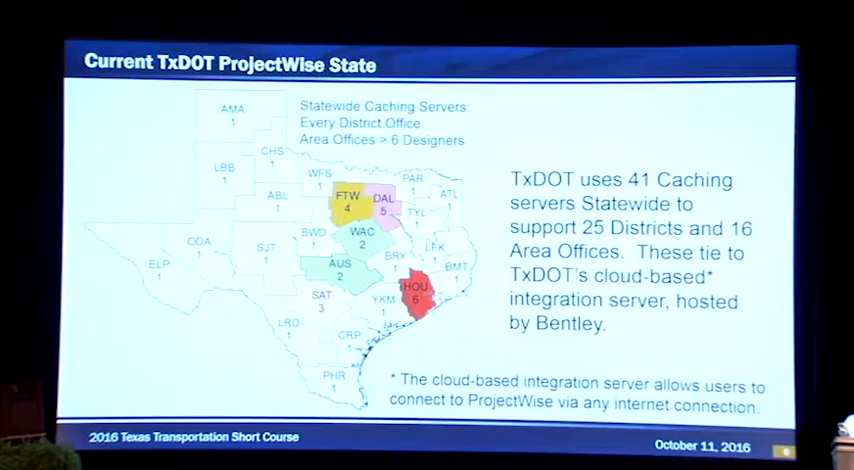 Current TxDOT ProjectWise State
Statewide Caching Servers:
Every District Office
Area Offices > 6 Designers
AMA
1
CHS
1
LBB
1
WFS
1
PAR
1
ATL
1
ABL
1
FTW
4
DAL
5
TYL
1
ELP
1
ODA
1
SJT
1
BWD
1
WAC
2
LFK
1
AUS
2
BRY
1
BMT
1
SAT
3
YKM
1
HOU
6
LRD
1
CRP
1
PHR
1
TxDOT uses 41 Caching
servers Statewide to
support 25 Districts and 16
Area Offices. These tie to
TxDOT's cloud-based*
integration server, hosted
by Bentley.
* The cloud-based integration server allows users to
connect to ProjectWise via any internet connection.
2016 Texas Transportation Short Course
October 11, 2016